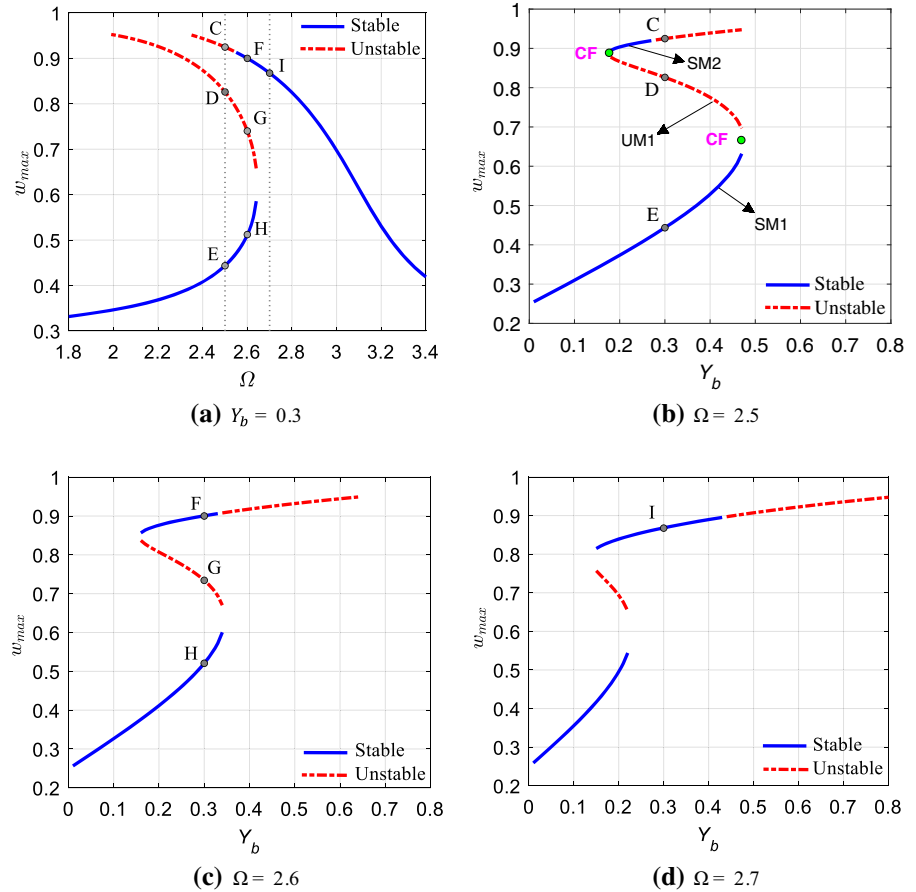 1
0.9
0.8
0.7
0.6
0.5
0.4
0.3
w_max
C
F
I
D
G
H
E
Stable
Unstable
1.8 2 2.2 2.4 2.6 2.8 3 3.2 3.4
Ω
(a) Y_b = 0.3
1
0.9
0.8
0.7
0.6
0.5
0.4
0.3
0.2
w_max
C
CF
SM2
D
UM1
CF
SM1
E
Stable
Unstable
0 0.1 0.2 0.3 0.4 0.5 0.6 0.7 0.8
Y_b
(b) Ω = 2.5
1
0.9
0.8
0.7
0.6
0.5
0.4
0.3
0.2
w_max
F
G
H
Stable
Unstable
0 0.1 0.2 0.3 0.4 0.5 0.6 0.7 0.8
Y_b
(c) Ω = 2.6
1
0.9
0.8
0.7
0.6
0.5
0.4
0.3
0.2
w_max
I
Stable
Unstable
0 0.1 0.2 0.3 0.4 0.5 0.6 0.7 0.8
Y_b
(d) Ω = 2.7